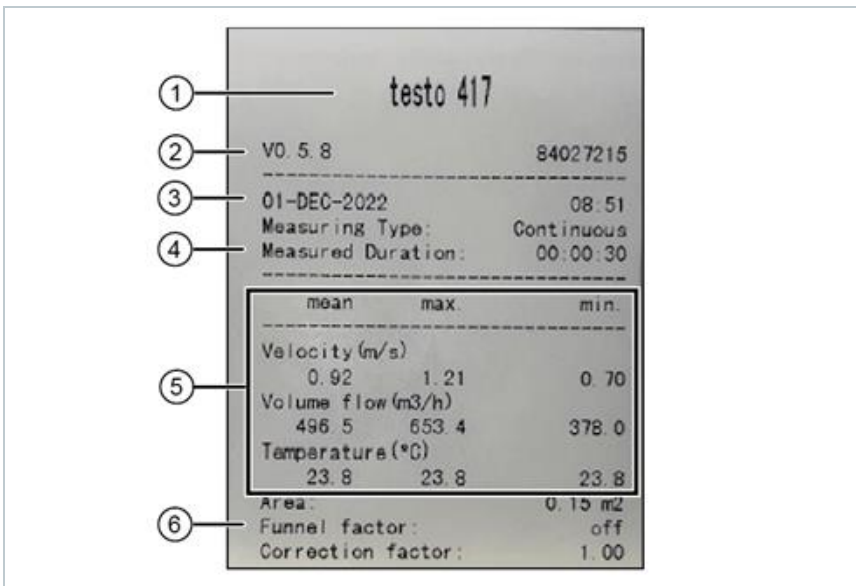 testo 417
① 
② V0.5.8 84027215
③ 01-DEC-2022 08:51
Measuring Type: Continuous
④ Measured Duration: 00:00:30
mean max. min.
Velocity(m/s)
0.92 1.21 0.70
⑤
Volume flow(m3/h)
496.5 653.4 378.0
Temperature(°C)
23.8 23.8 23.8
Area: 0.15 m2
⑥ Funnel factor: off
Correction factor: 1.00